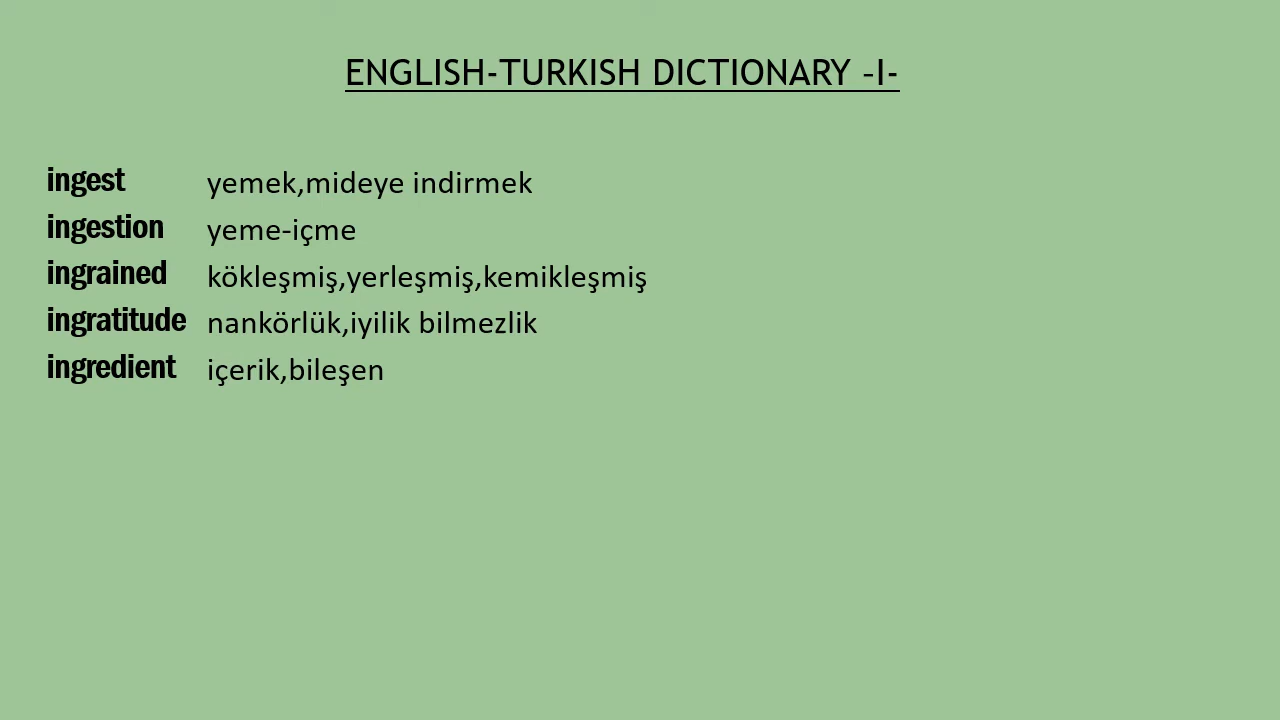 ENGLISH-TURKISH DICTIONARY –I-
ingest yemek,mideye indirmek
ingestion yeme-içme
ingrained kökleşmiş,yerleşmiş,kemikleşmiş
ingratitude nankörlük,iyilik bilmezlik
ingredient içerik,bileşen